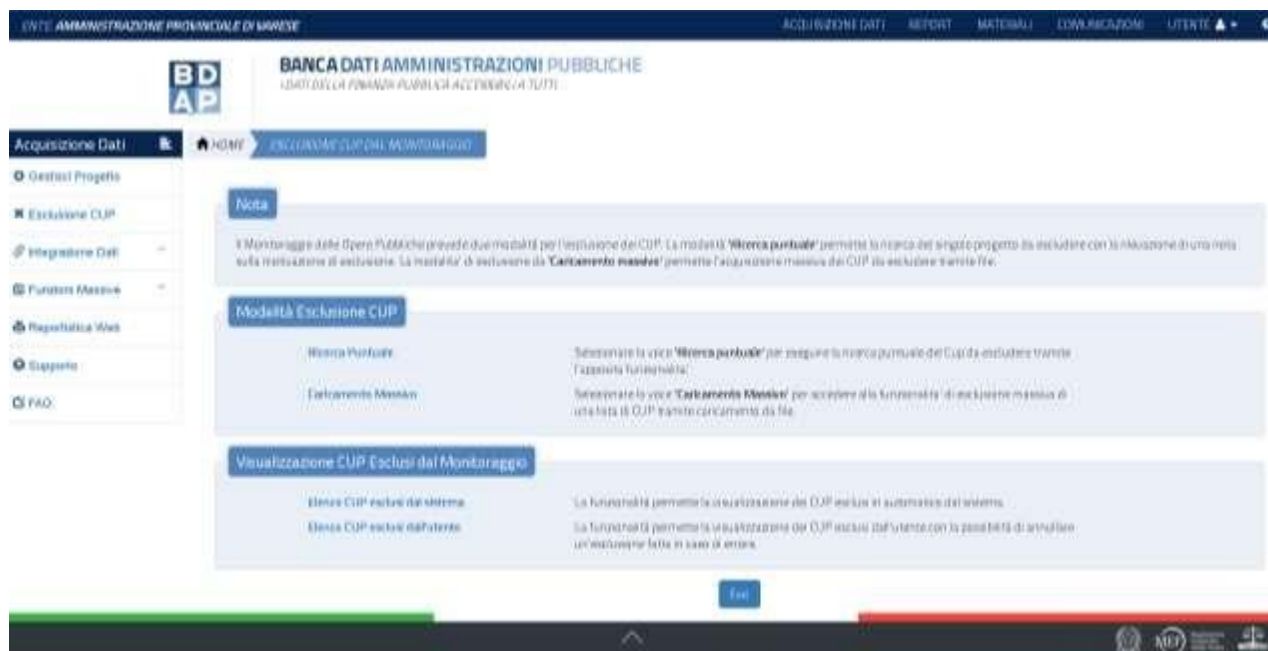 ENTE AMMINISTRAZIONE PROVINCIALE DI VARESE
ACQUISIZIONE DATI REPORT MATERIALI COMUNICAZIONI UTENTE
BD
AP
BANCA DATI AMMINISTRAZIONI PUBBLICHE
I DATI DELLA FINANZA PUBBLICA ACCESSIBILI A TUTTI
Acquisizione Dati
HOME
ESCLUSIONE CUP DAL MONITORAGGIO
Gestisci Progetto
Esclusione CUP
Integrazione Dati
Funzioni Massive
Reportistica Web
Supporto
FAQ
Nota
Il Monitoraggio delle Opere Pubbliche prevede due modalità per l'esclusione dei CUP. La modalità 'Ricerca puntuale' permette la ricerca del singolo progetto da escludere con la rilevazione di una nota
sulla motivazione di esclusione. La modalita' di esclusione da 'Caricamento massivo' permette l'acquisizione massiva dei CUP da escludere tramite file.
Modalità Esclusione CUP
Ricerca Puntuale
Selezionare la voce 'Ricerca puntuale' per eseguire la ricerca puntuale del Cup da escludere tramite
l'apposita funzionalita'.
Caricamento Massivo
Selezionare la voce 'Caricamento Massivo' per accedere alla funzionalita' di esclusione massiva di
una lista di CUP tramite caricamento da file.
Visualizzazione CUP Esclusi dal Monitoraggio
Elenco CUP esclusi dal sistema
La funzionalità permette la visualizzazione dei CUP esclusi in automatico dal sistema.
Elenco CUP esclusi dall'utente
La funzionalità permette la visualizzazione dei CUP esclusi dall'utente con la possibilità di annullare
un'esclusione fatta in caso di errore.
Esci
MEF